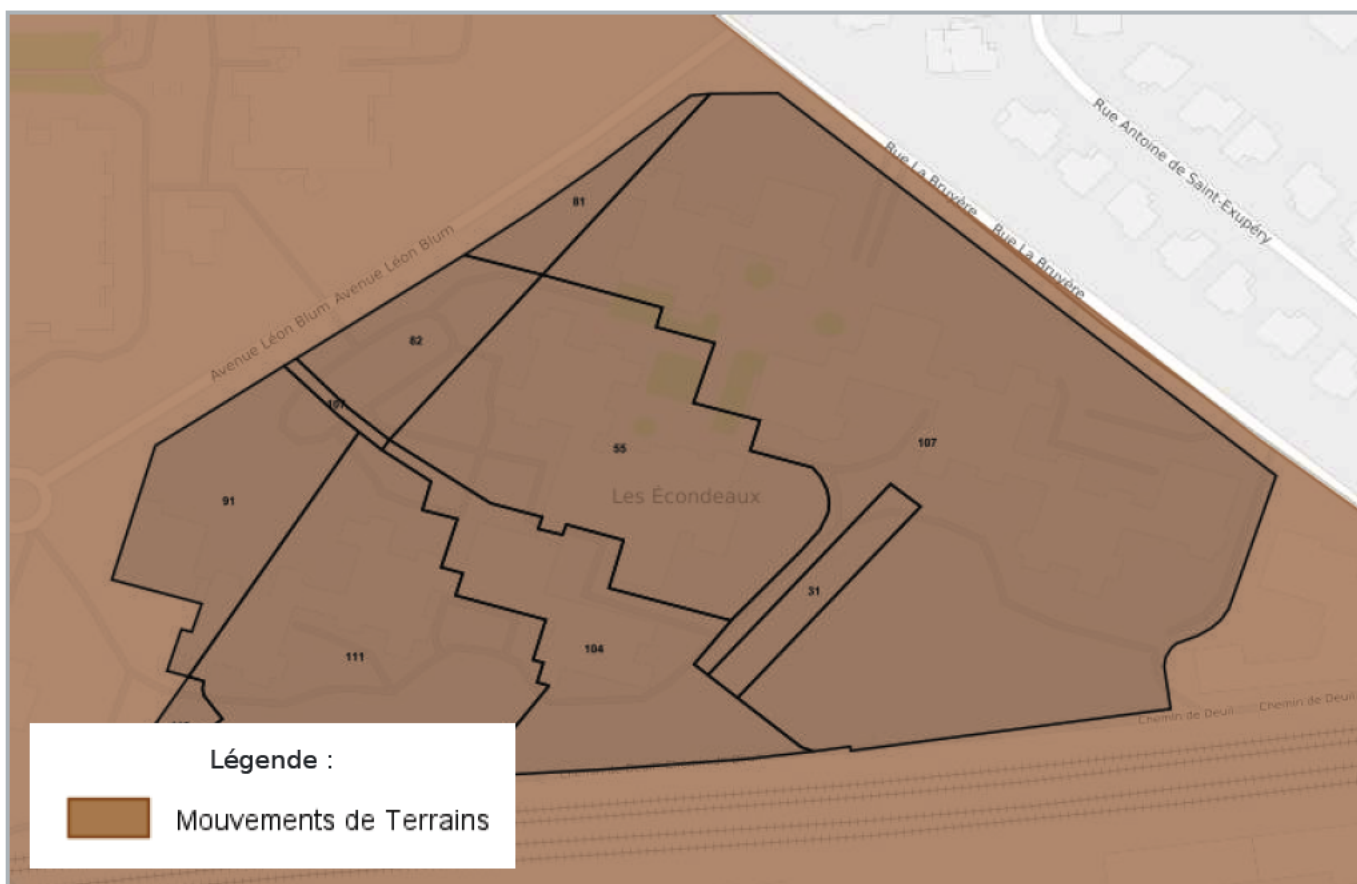 Rue Antoine de Saint-Exupéry
Rue La Bruyère
Rue La Bruyère
81
Avenue Léon Blum
Avenue Léon Blum
82
107
55
107
Les Écondeaux
91
31
104
111
Chemin de Deuil
Chemin de Deuil
Légende :
Mouvements de Terrains